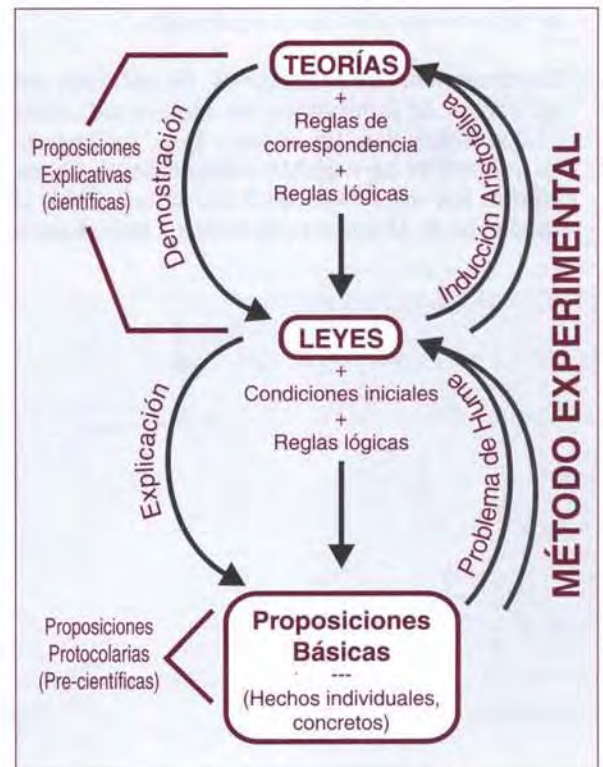 TEORÍAS
+
Reglas de
correspondencia
+
Reglas lógicas
Proposiciones
Explicativas
(científicas)
Demostración
Inducción Aristotélica
LEYES
+
Condiciones iniciales
+
Reglas lógicas
Explicación
Problema de Hume
MÉTODO EXPERIMENTAL
Proposiciones
Protocolarias
(Pre-científicas)
Proposiciones
Básicas
---
(Hechos individuales,
concretos)